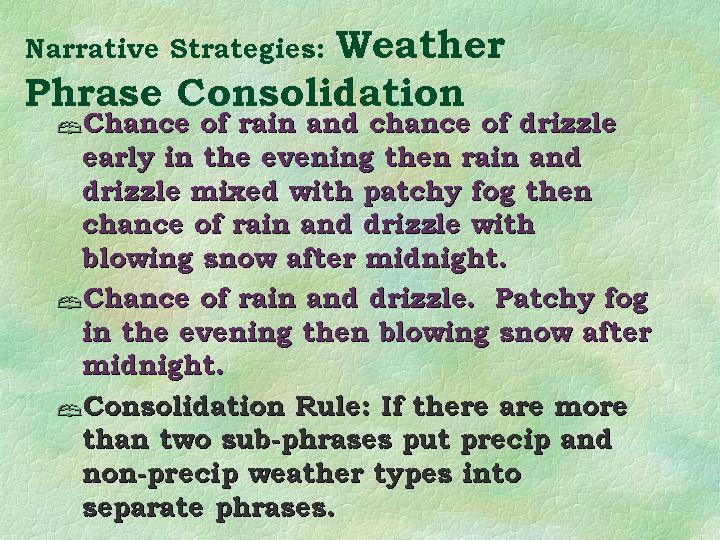 Narrative Strategies: Weather
Phrase Consolidation
Chance of rain and chance of drizzle
early in the evening then rain and
drizzle mixed with patchy fog then
chance of rain and drizzle with
blowing snow after midnight.
Chance of rain and drizzle.  Patchy fog
in the evening then blowing snow after
midnight.
Consolidation Rule: If there are more
than two sub-phrases put precip and
non-precip weather types into
separate phrases.